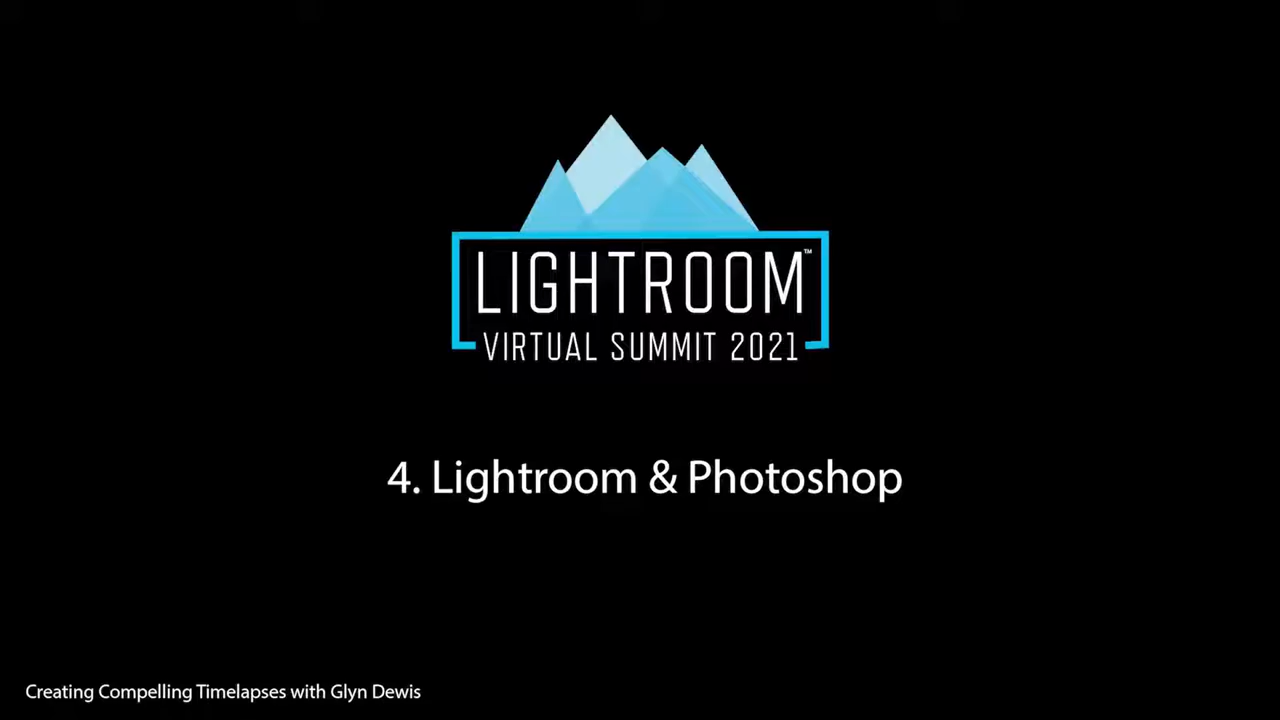 LIGHTROOM™
VIRTUAL SUMMIT 2021
4. Lightroom & Photoshop
Creating Compelling Timelapses with Glyn Dewis